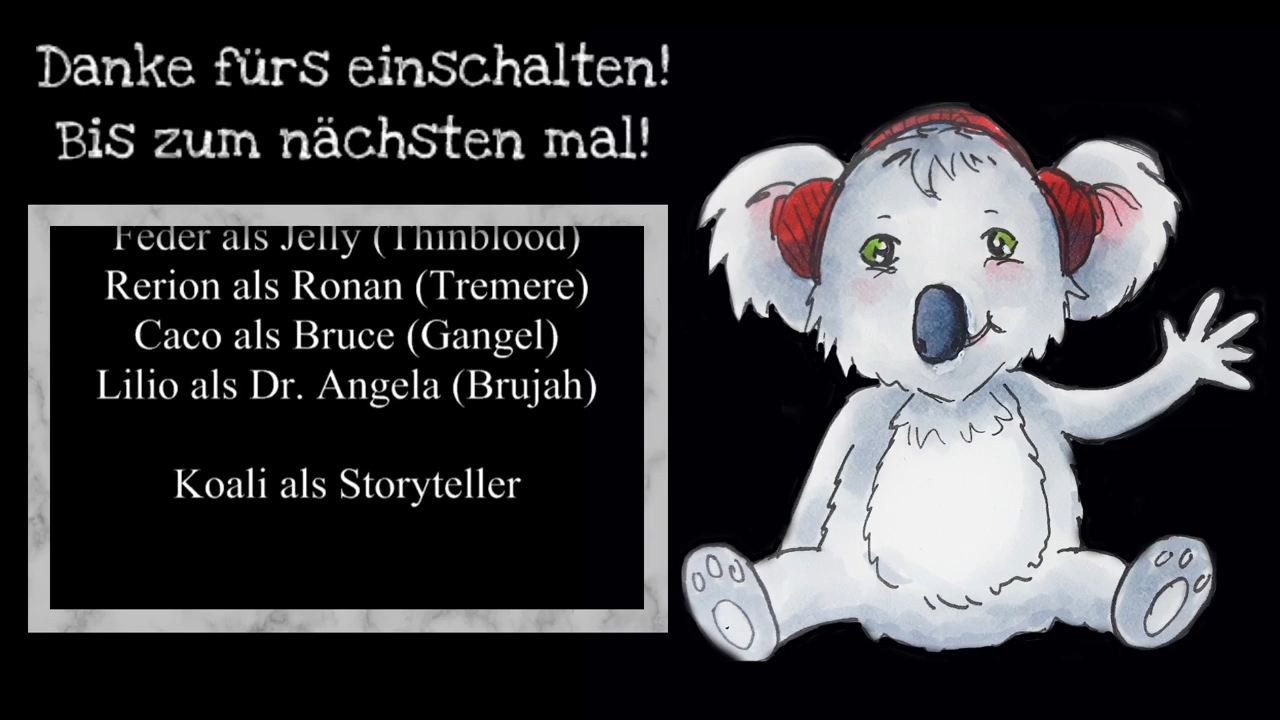 Danke fürs einschalten!
Bis zum nächsten mal!
Feder als Jelly (Thinblood)
Rerion als Ronan (Tremere)
Caco als Bruce (Gangel)
Lilio als Dr. Angela (Brujah)
Koali als Storyteller